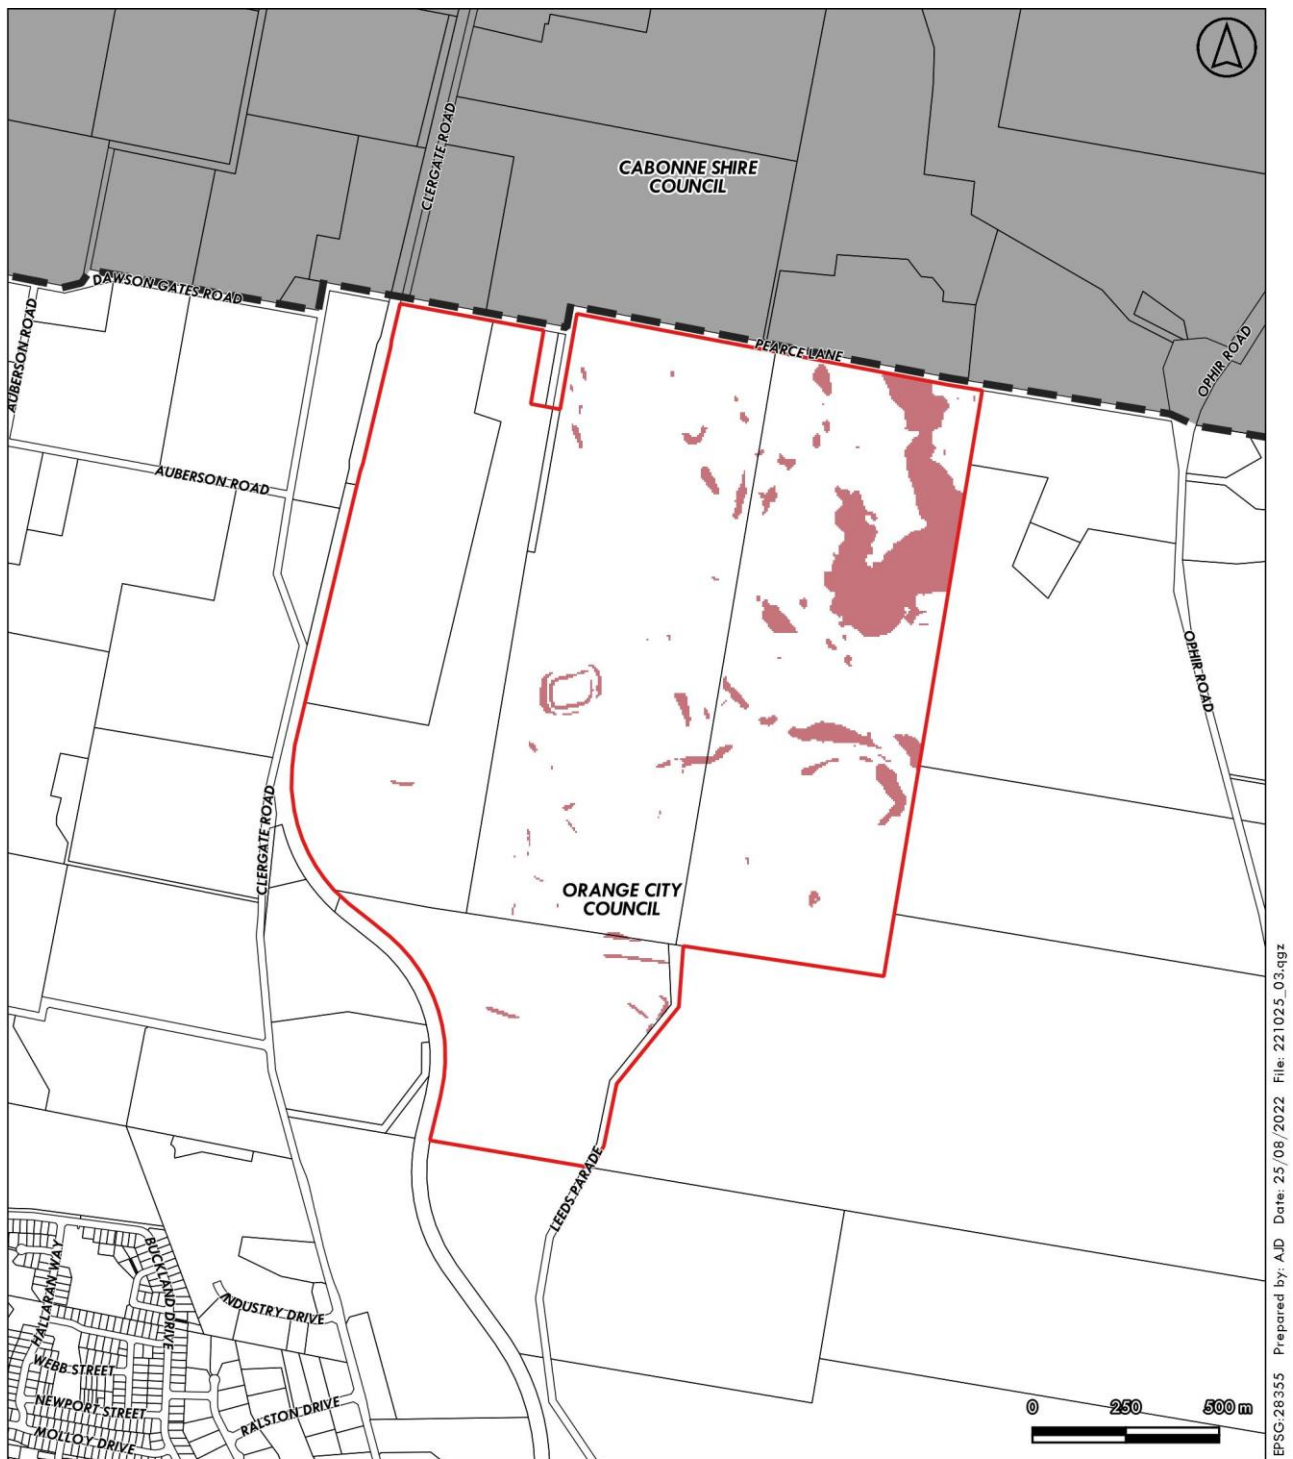 CLERGATE ROAD
CABONNE SHIRE
COUNCIL
DAWSON GATES ROAD
AUBERSON ROAD
PEARCE LANE
OPHIR ROAD
AUBERSON ROAD
OPHIR ROAD
CLERGATE ROAD
ORANGE CITY
COUNCIL
LEEDS PARADE
HALLARAN WAY
BUCKLAND DRIVE
INDUSTRY DRIVE
WEBB STREET
NEWPORT STREET
MOLLOY DRIVE
RALSTON DRIVE
0 250 500 m
EPSG:28355 Prepared by: AJD Date: 25/08/2022 File: 221025_03.qgz